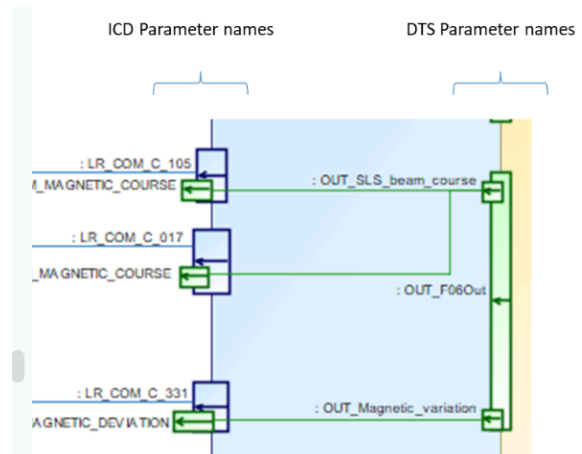 ICD Parameter names DTS Parameter names
: LR_COM_C_105
M_MAGNETIC_COURSE : OUT_SLS_beam_course
: LR_COM_C_017
_MAGNETIC_COURSE : OUT_F06Out
: LR_COM_C_331
AGNETIC_DEVIATION : OUT_Magnetic_variation